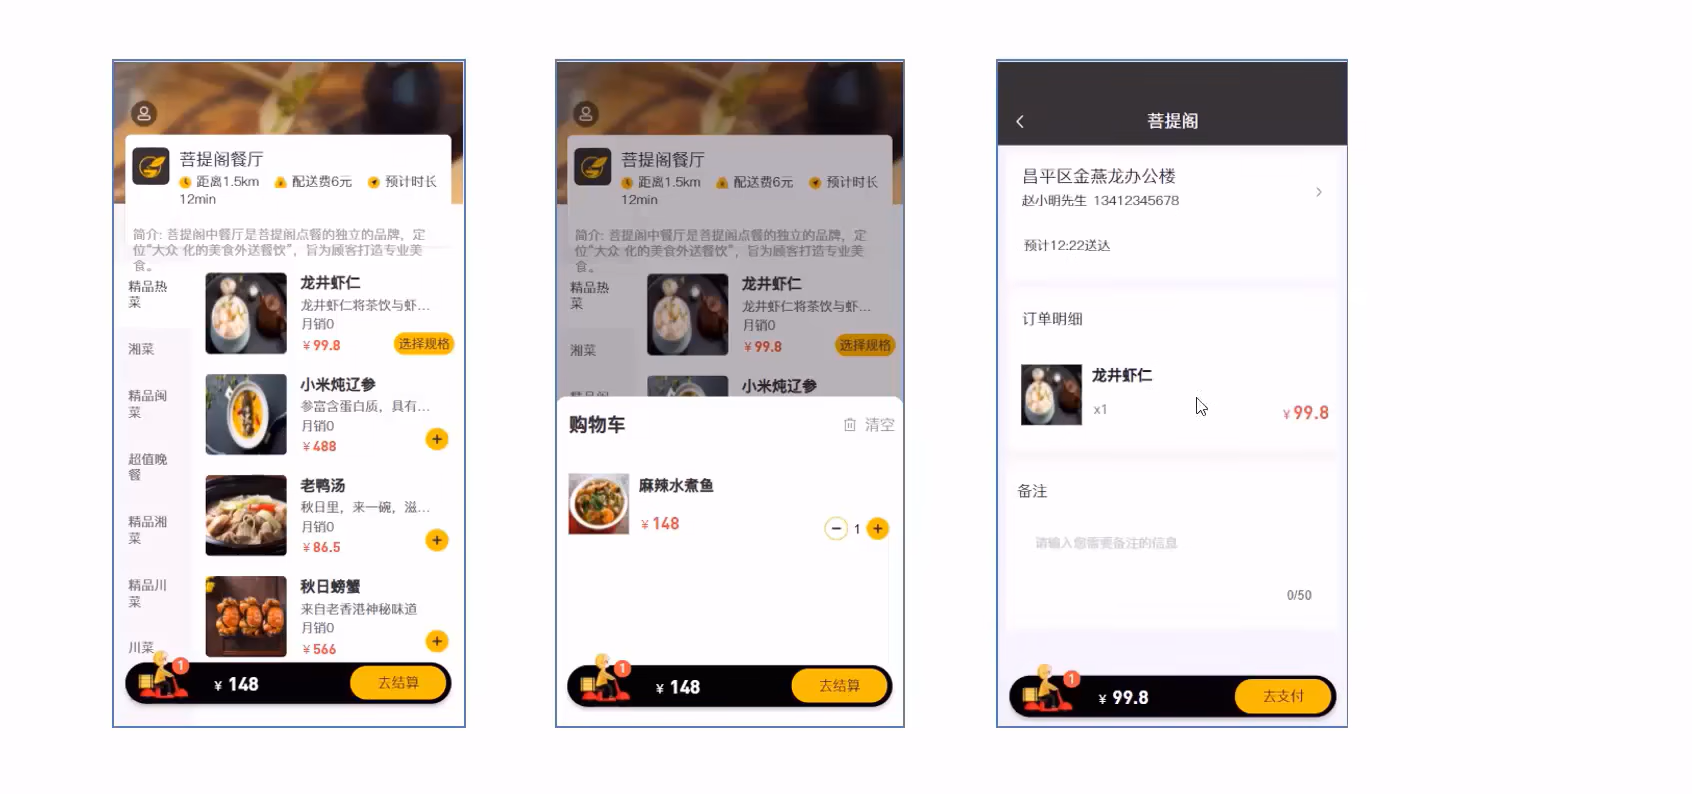 菩提阁餐厅
距离1.5km 配送费6元 预计时长
12min
简介: 菩提阁中餐厅是菩提阁点餐的独立的品牌，定
位“大众 化的美食外送餐饮”，旨为顾客打造专业美
食。
精品热
菜
湘菜
精品闽
菜
超值晚
餐
精品湘
菜
精品川
菜
川菜
龙井虾仁
龙井虾仁将茶饮与虾...
月销0
¥ 99.8
选择规格
小米炖辽参
参富含蛋白质，具有...
月销0
¥ 488
老鸭汤
秋日里，来一碗，滋...
月销0
¥ 86.5
秋日螃蟹
来自老香港神秘味道
月销0
¥ 566
1
¥ 148
去结算
菩提阁餐厅
距离1.5km 配送费6元 预计时长
12min
简介: 菩提阁中餐厅是菩提阁点餐的独立的品牌，定
位“大众 化的美食外送餐饮”，旨为顾客打造专业美
食。
精品热
菜
湘菜
精品闽
龙井虾仁
龙井虾仁将茶饮与虾...
月销0
¥ 99.8
选择规格
小米炖辽参
购物车
清空
麻辣水煮鱼
¥ 148
1
1
¥ 148
去结算
菩提阁
昌平区金燕龙办公楼
赵小明先生 13412345678
预计12:22送达
订单明细
龙井虾仁
x1
¥ 99.8
备注
请输入您需要备注的信息
0/50
1
¥ 99.8
去支付